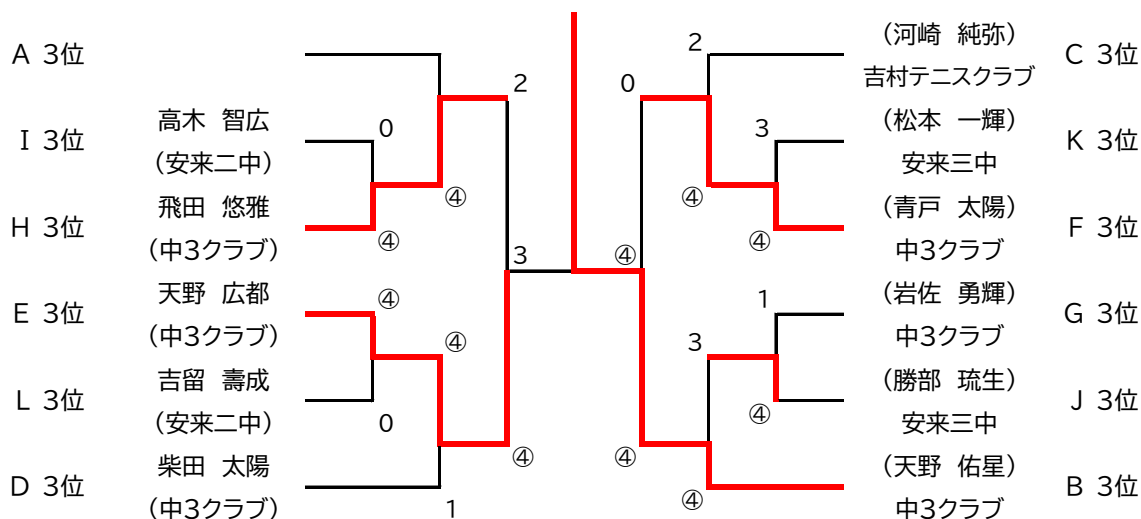 A 3位
I 3位
高木 智広
(安来二中)
0
H 3位
飛田 悠雅
(中3クラブ)
④
④
2
E 3位
天野 広都
(中3クラブ)
④
L 3位
吉留 壽成
(安来二中)
0
④
D 3位
柴田 太陽
(中3クラブ)
1
④
3
④
0
2
(河崎 純弥)
吉村テニスクラブ
C 3位
3
(松本 一輝)
安来三中
K 3位
④
④
(青戸 太陽)
中3クラブ
F 3位
1
(岩佐 勇輝)
中3クラブ
G 3位
3
④
(勝部 琉生)
安来三中
J 3位
④
④
(天野 佑星)
中3クラブ
B 3位